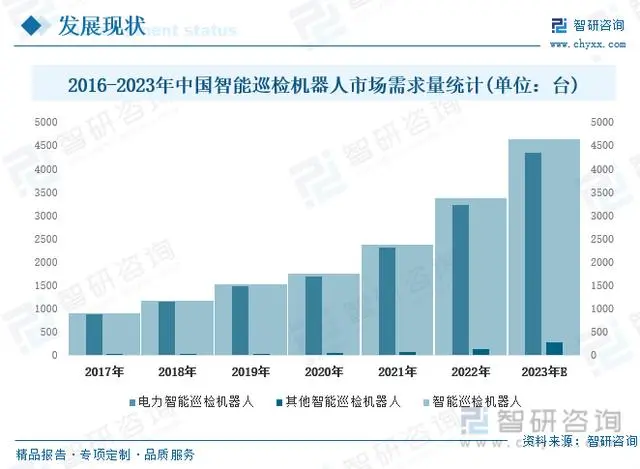 发展现状
ment status
智研咨询
www.chyxx.com
2016-2023年中国智能巡检机器人市场需求量统计(单位：台)
5000 5000
4500 4500
4000 4000
3500 3500
3000 3000
2500 2500
2000 2000
1500 1500
1000 1000
500 500
0 0
2017年 2018年 2019年 2020年 2021年 2022年 2023年E
电力智能巡检机器人 其他智能巡检机器人 智能巡检机器人
智研咨询
精品报告·专项定制·品质服务 资料来源：智研咨询